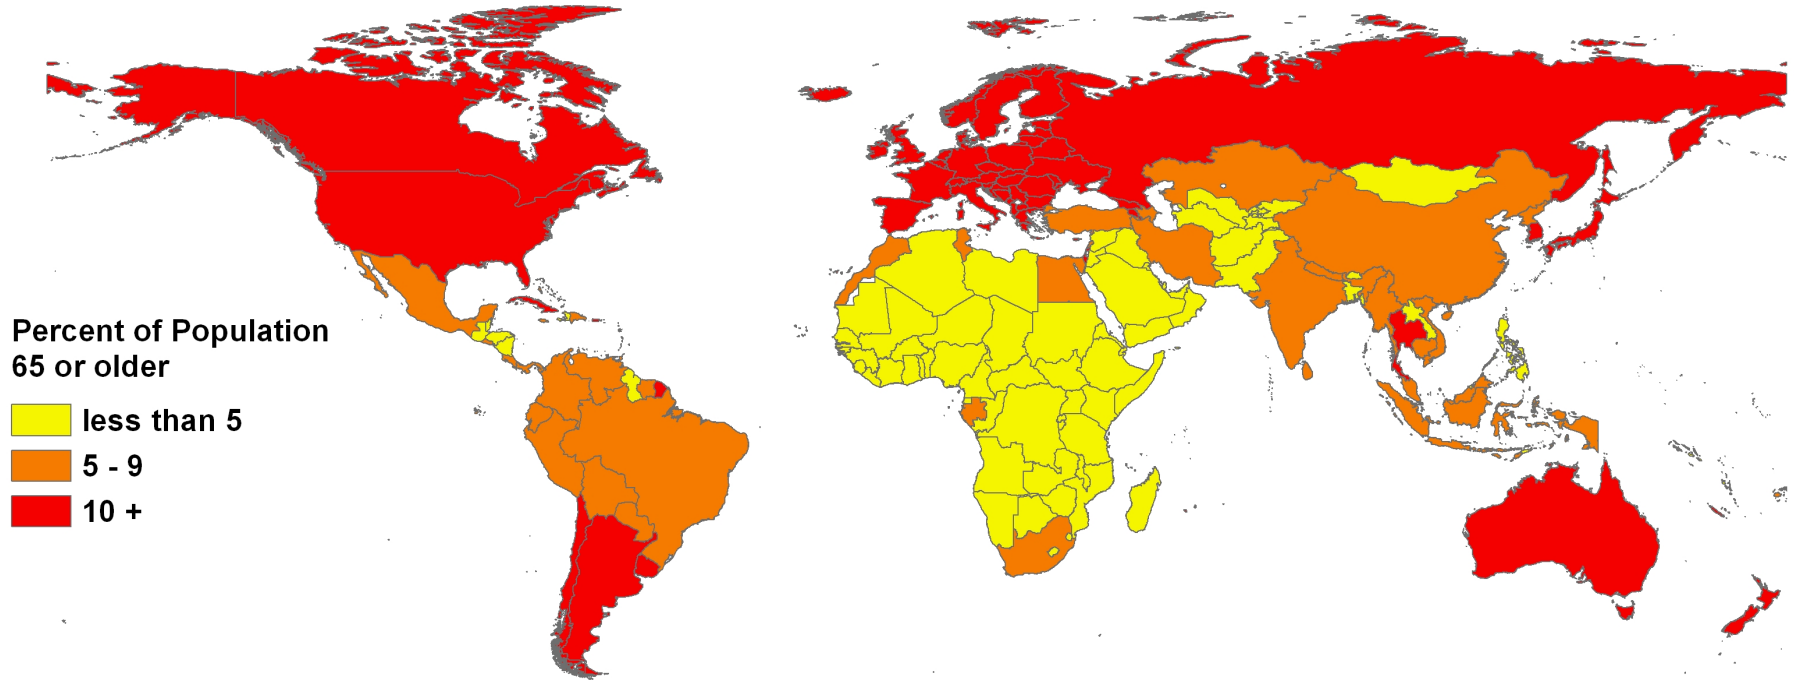 Percent of Population
65 or older
less than 5
5 - 9
10 +